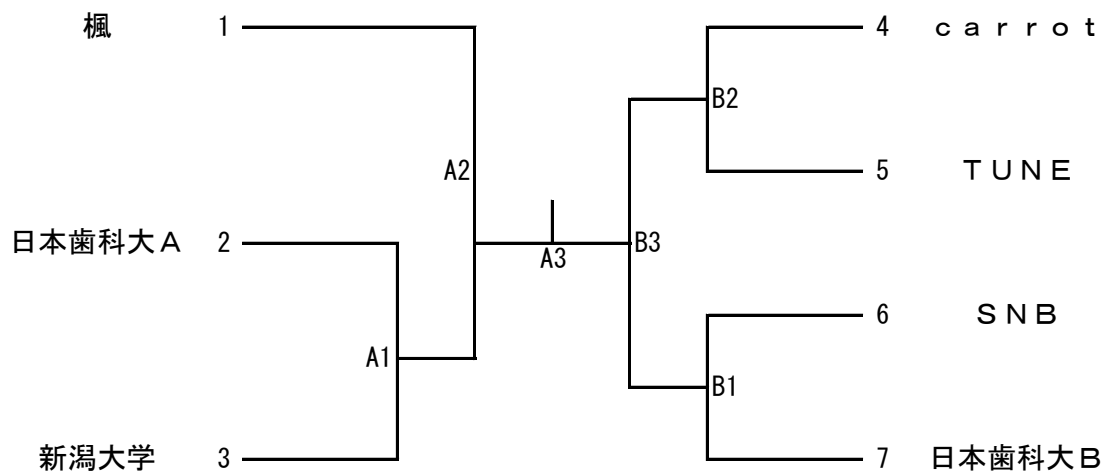 楓 1
4 ｃａｒｒｏｔ
B2
A2
5 ＴＵＮＥ
日本歯科大Ａ 2
A3
B3
6 ＳＮＢ
A1
B1
新潟大学 3
7 日本歯科大Ｂ